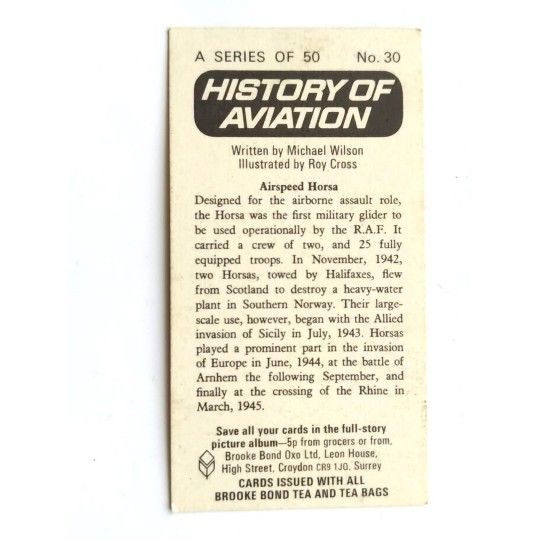 A SERIES OF 50 No. 30
HISTORY OF
AVIATION
Written by Michael Wilson
Illustrated by Roy Cross
Airspeed Horsa
Designed for the airborne assault role,
the Horsa was the first military glider to
be used operationally by the R.A.F. It
carried a crew of two, and 25 fully
equipped troops. In November, 1942,
two Horsas, towed by Halifaxes, flew
from Scotland to destroy a heavy-water
plant in Southern Norway. Their large-
scale use, however, began with the Allied
invasion of Sicily in July, 1943. Horsas
played a prominent part in the invasion
of Europe in June, 1944, at the battle of
Arnhem the following September, and
finally at the crossing of the Rhine in
March, 1945.
Save all your cards in the full-story
picture album—5p from grocers or from.
Brooke Bond Oxo Ltd, Leon House,
High Street, Croydon CR9 1JQ, Surrey
CARDS ISSUED WITH ALL
BROOKE BOND TEA AND TEA BAGS